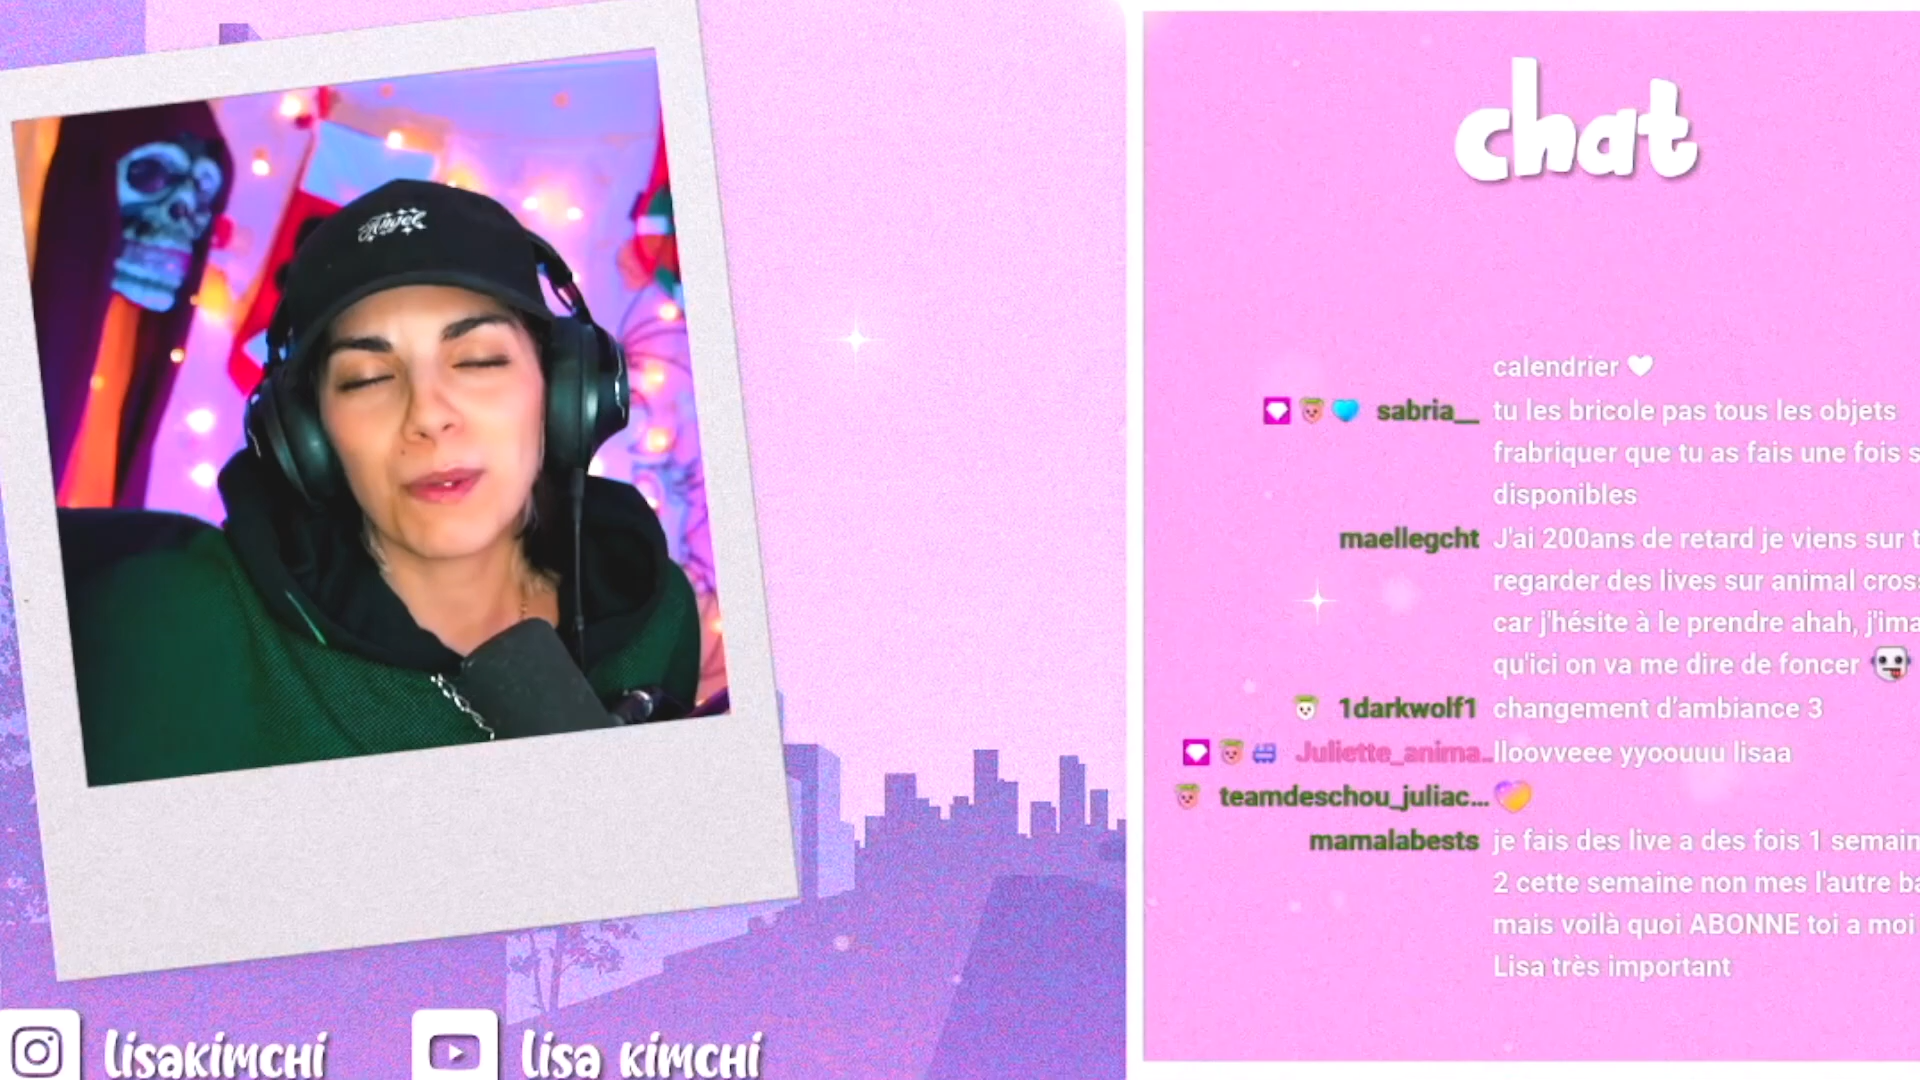 Angel
chat
calendrier
sabria__ tu les bricole pas tous les objets
frabriquer que tu as fais une fois s
disponibles
maellegcht J'ai 200ans de retard je viens sur t
regarder des lives sur animal cross
car j'hésite à le prendre ahah, j'ima
qu'ici on va me dire de foncer
1darkwolf1 changement d'ambiance 3
Juliette_anima.. lloovveee yyoouuu lisaa
teamdeschou_juliac...
mamalabests je fais des live a des fois 1 semain
2 cette semaine non mes l'autre ba
mais voilà quoi ABONNE toi a moi
Lisa très important
lisakimchi
lisa kimchi